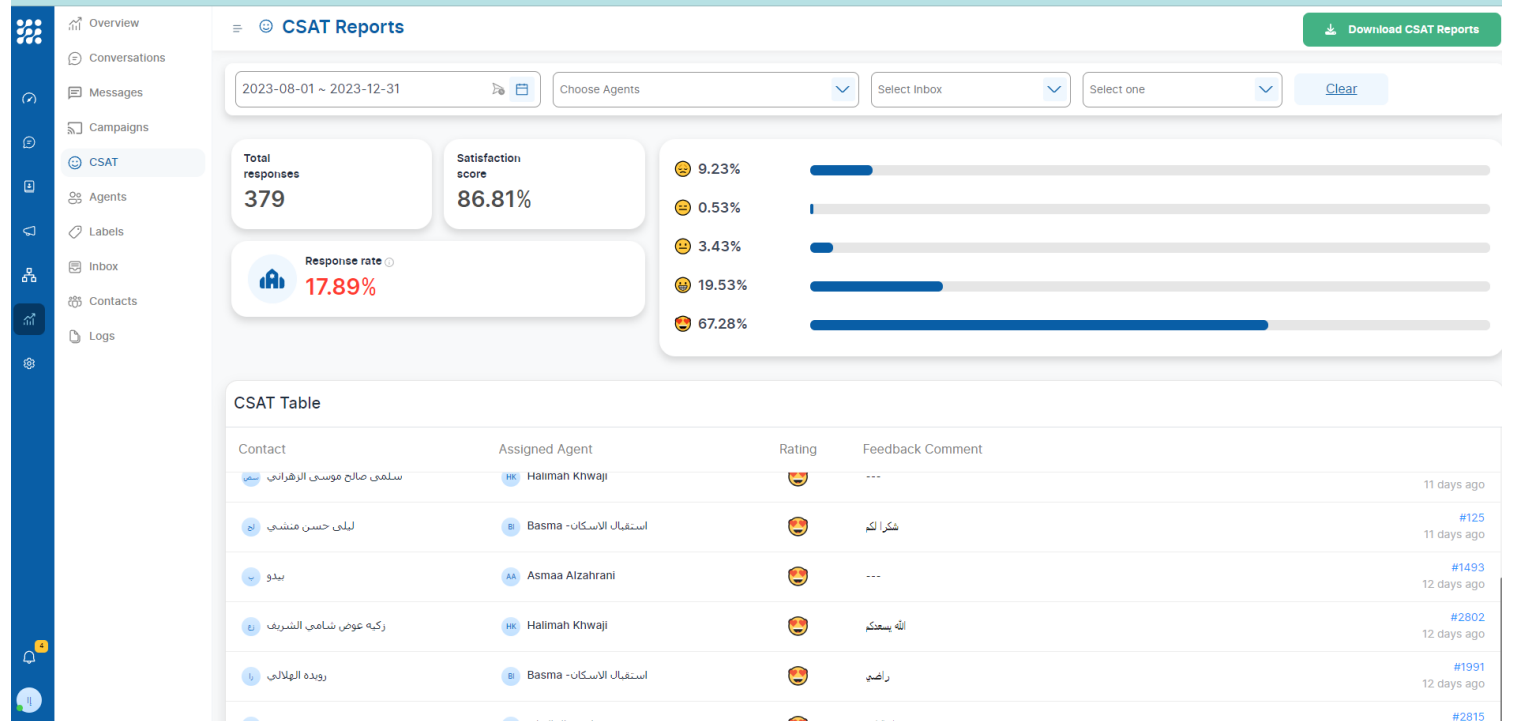 Overview
Conversations
Messages
Campaigns
CSAT
Agents
Labels
Inbox
Contacts
Logs
4
CSAT Reports
Download CSAT Reports
2023-08-01 ~ 2023-12-31
Choose Agents
Select Inbox
Select one
Clear
Total
responses
379
Satisfaction
score
86.81%
Response rate
17.89%
9.23%
0.53%
3.43%
19.53%
67.28%
CSAT Table
Contact Assigned Agent Rating Feedback Comment
سلمى صالح موسى الزهراني HK Halimah Khwaji ---
11 days ago
ليلى حسن منشي BI Basma -استقبال الاسكان شكرا لكم #125
11 days ago
بيدو AA Asmaa Alzahrani --- #1493
12 days ago
زكيه عوض شامي الشريف HK Halimah Khwaji الله يسعدكم #2802
12 days ago
رويده الهلالي BI Basma -استقبال الاسكان راضي #1991
12 days ago
#2815